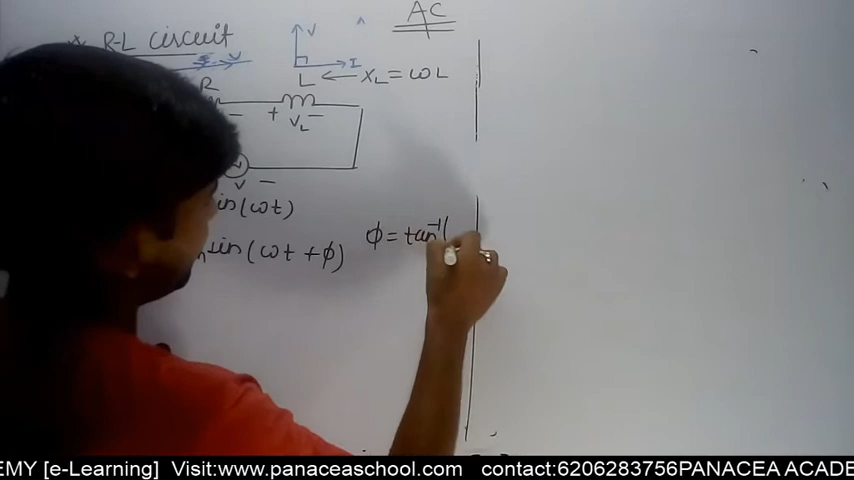 AC
R-L circuit
V
I
R
L ← X_L = ωL
+ V_L −
V −
in(ωt)
sin(ωt + ϕ) ϕ = tan⁻¹(
EMY [e-Learning] Visit:www.panaceaschool.com contact:6206283756PANACEA ACADE